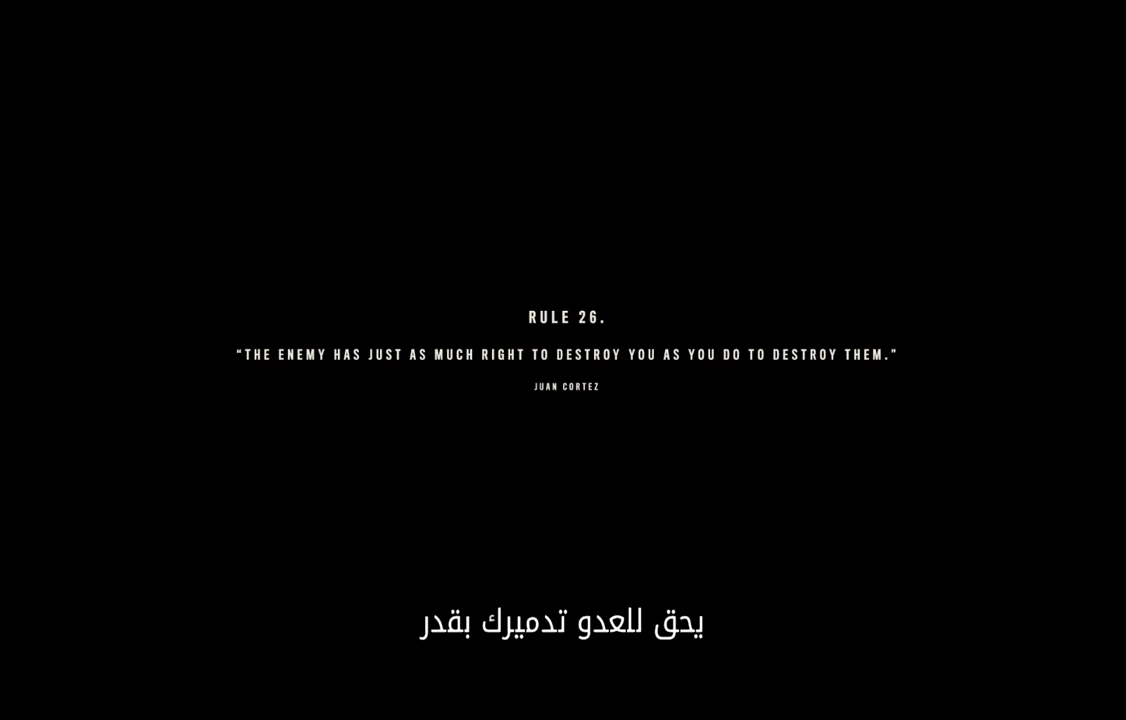 RULE 26.
“THE ENEMY HAS JUST AS MUCH RIGHT TO DESTROY YOU AS YOU DO TO DESTROY THEM.”
JUAN CORTEZ
يحق للعدو تدميرك بقدر